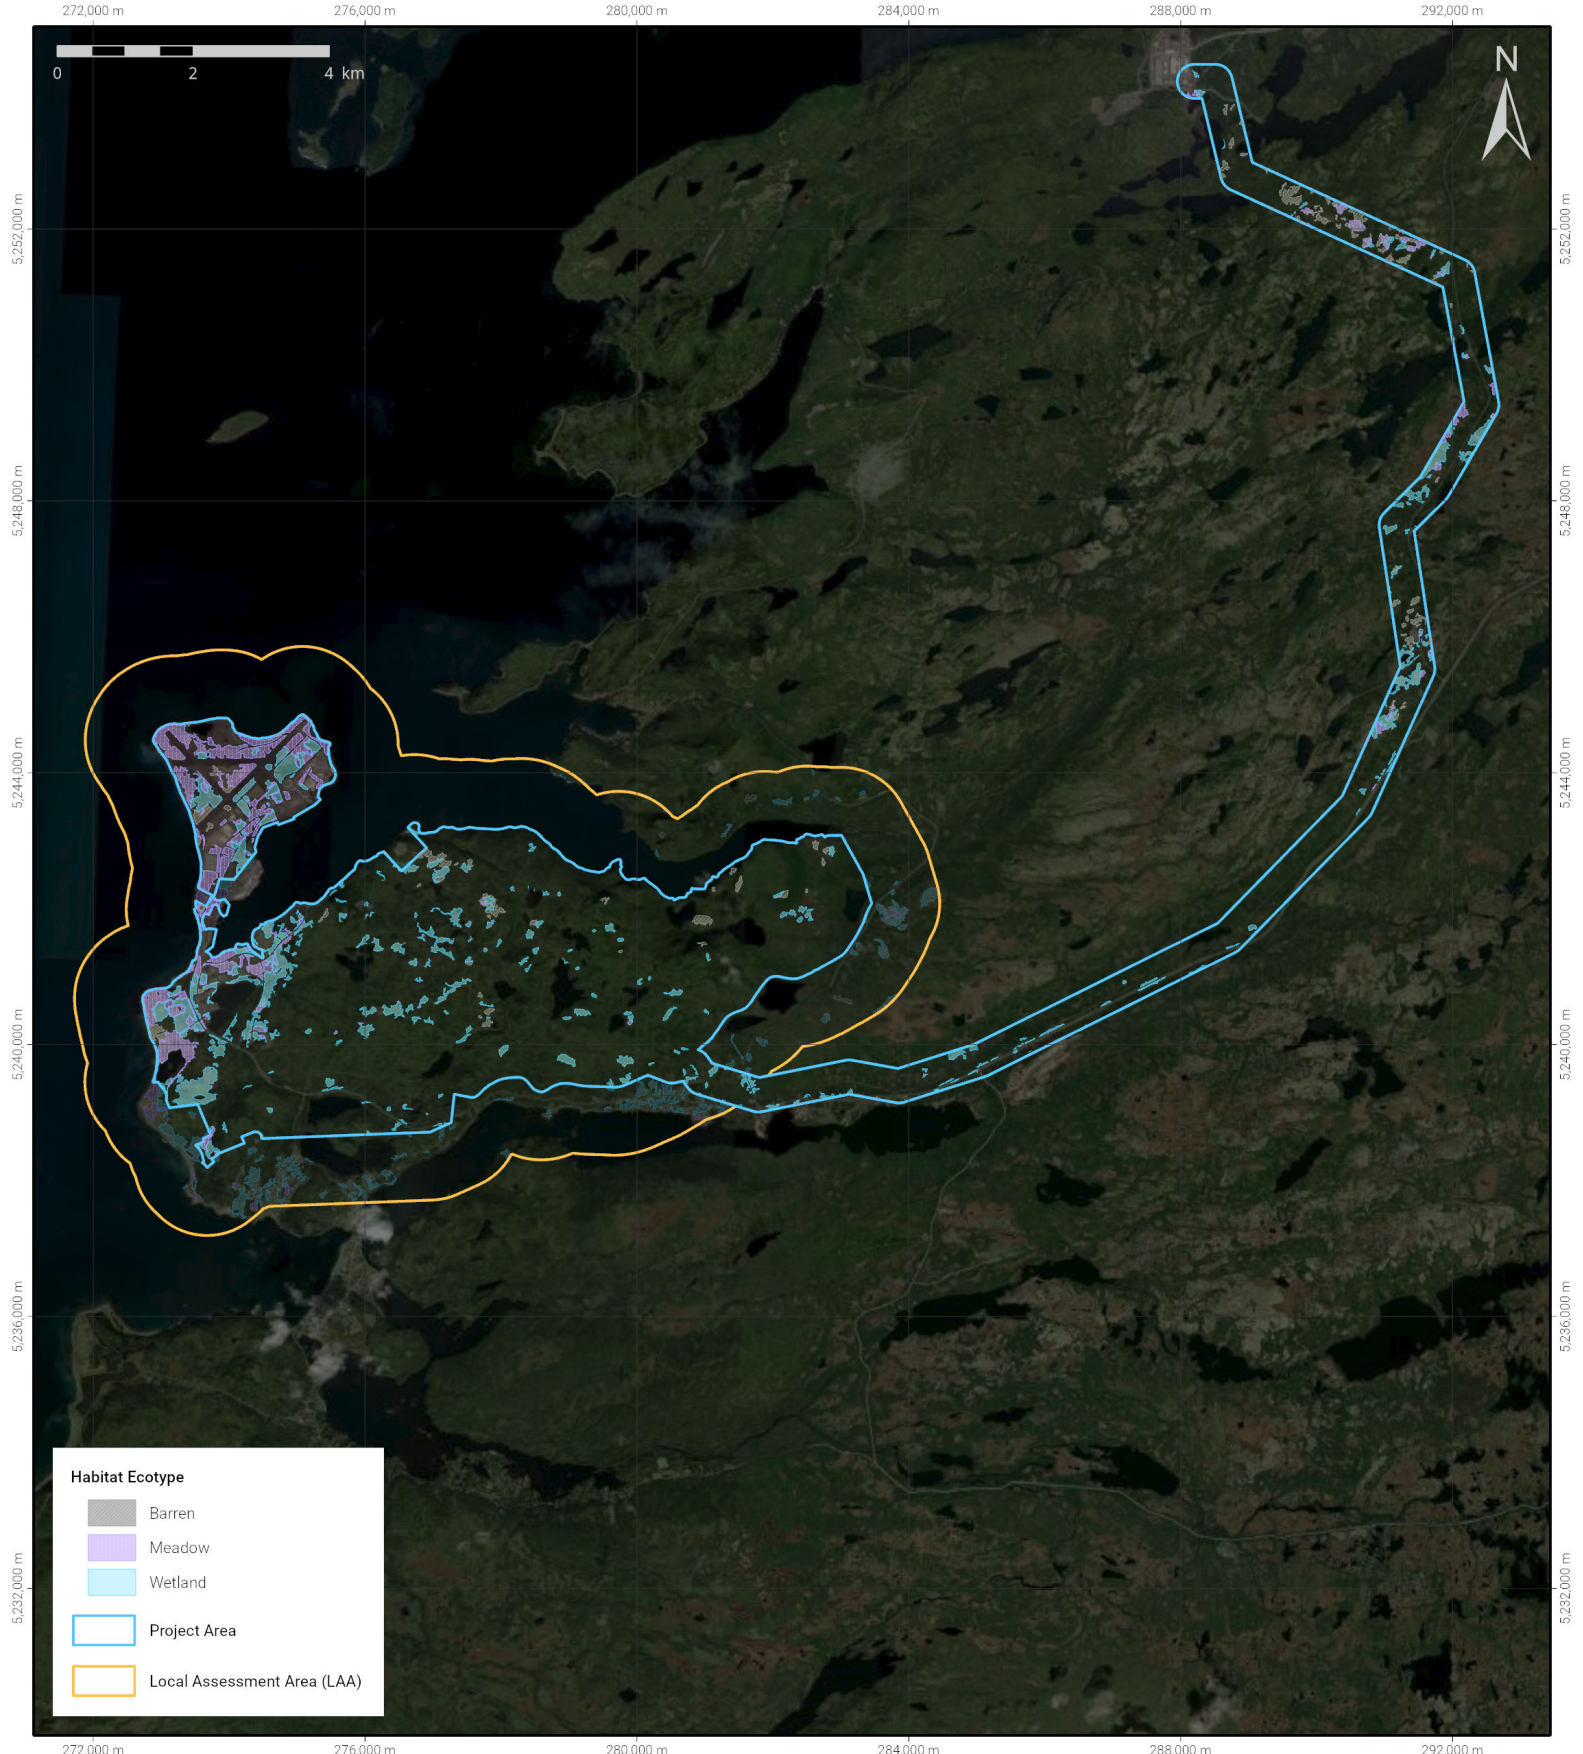 272,000 m 276,000 m 280,000 m 284,000 m 288,000 m 292,000 m
0 2 4 km
N
5,252,000 m 5,252,000 m
5,248,000 m 5,248,000 m
5,244,000 m 5,244,000 m
5,240,000 m 5,240,000 m
5,236,000 m 5,236,000 m
5,232,000 m 5,232,000 m
Habitat Ecotype
Barren
Meadow
Wetland
Project Area
Local Assessment Area (LAA)
272,000 m 276,000 m 280,000 m 284,000 m 288,000 m 292,000 m